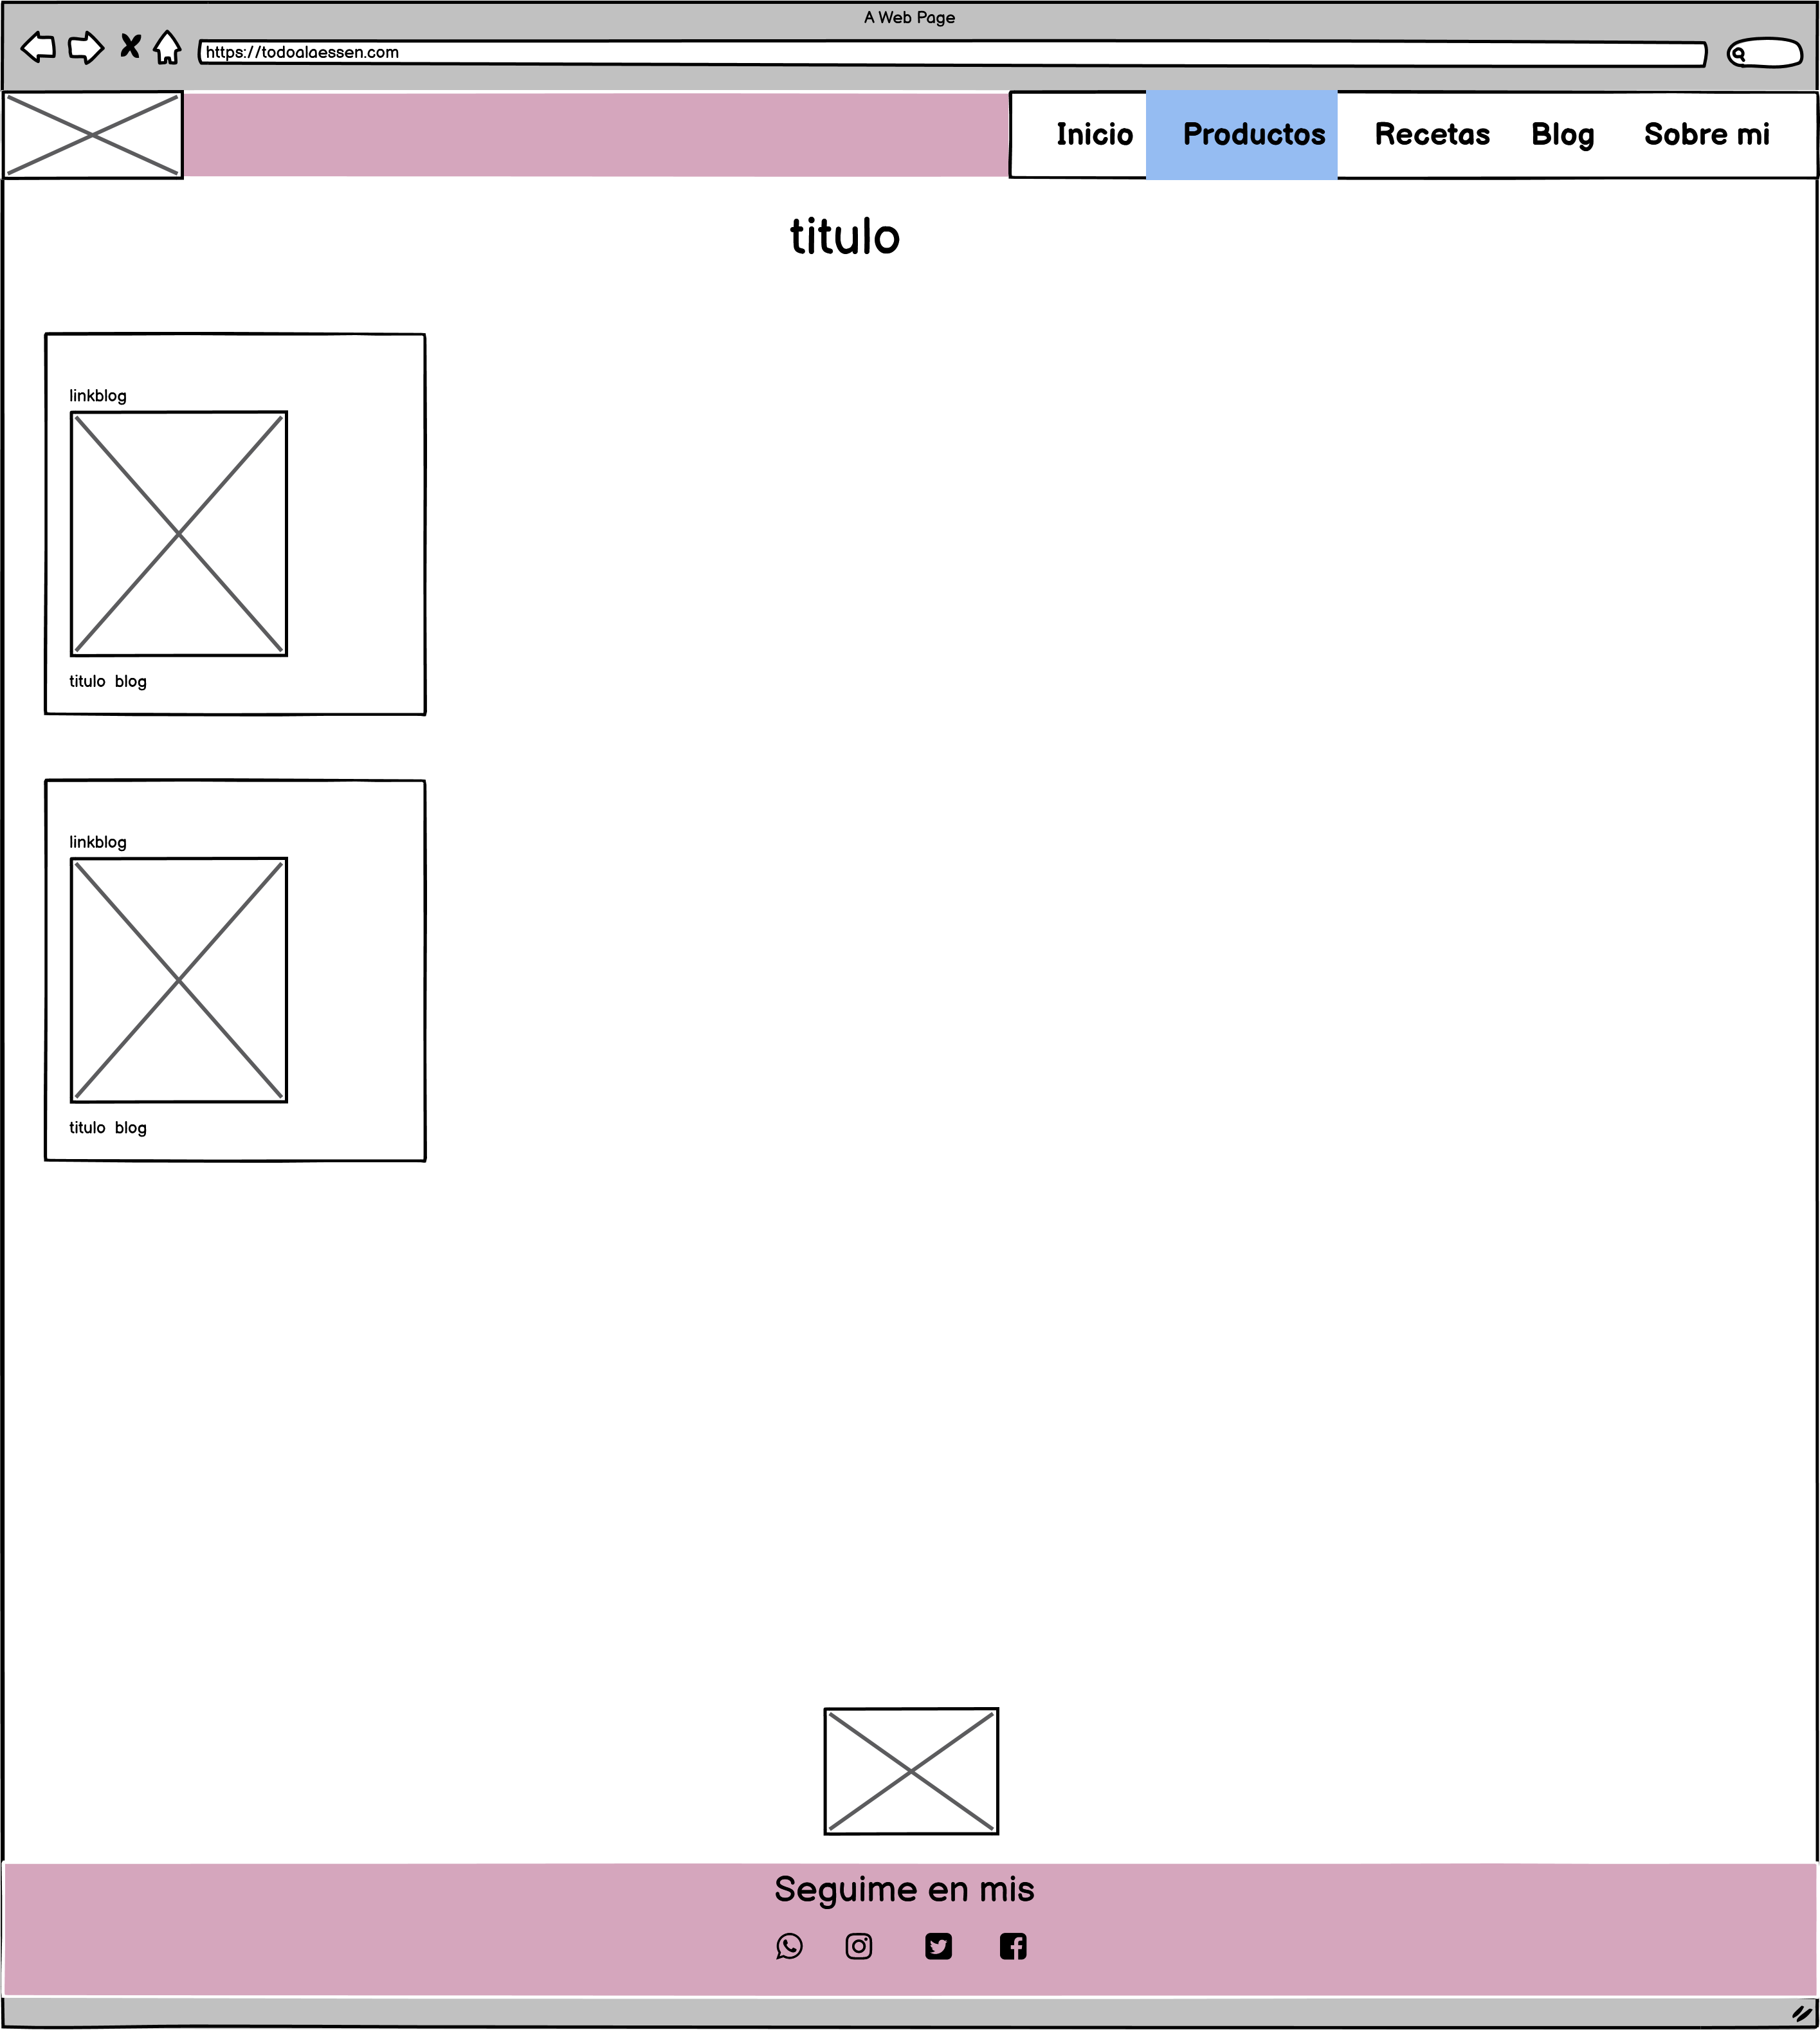 A Web Page
https://todoalaessen.com
Inicio Productos Recetas Blog Sobre mi
titulo
linkblog
titulo blog
linkblog
titulo blog
Seguime en mis